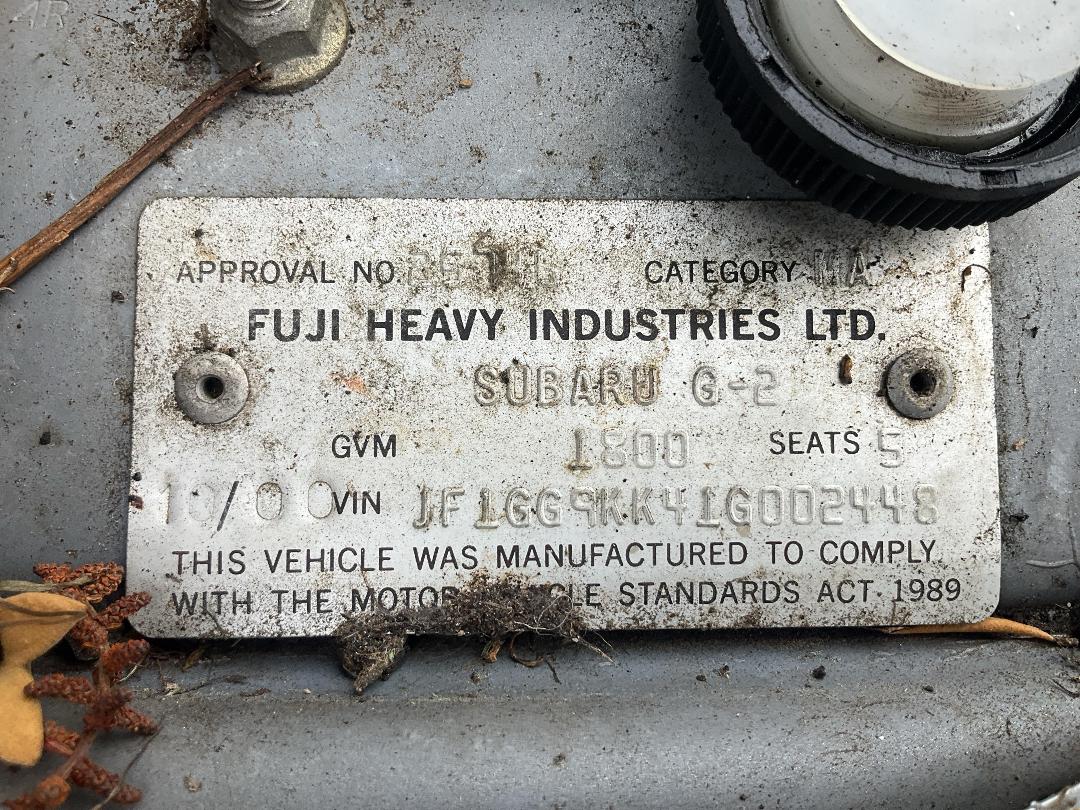 APPROVAL NO. CATEGORY MA
FUJI HEAVY INDUSTRIES LTD.
SUBARU G-2
GVM 1800 SEATS 5
10/00 VIN JF1GG9KK41G002448
THIS VEHICLE WAS MANUFACTURED TO COMPLY
WITH THE MOTOR STANDARDS ACT 1989